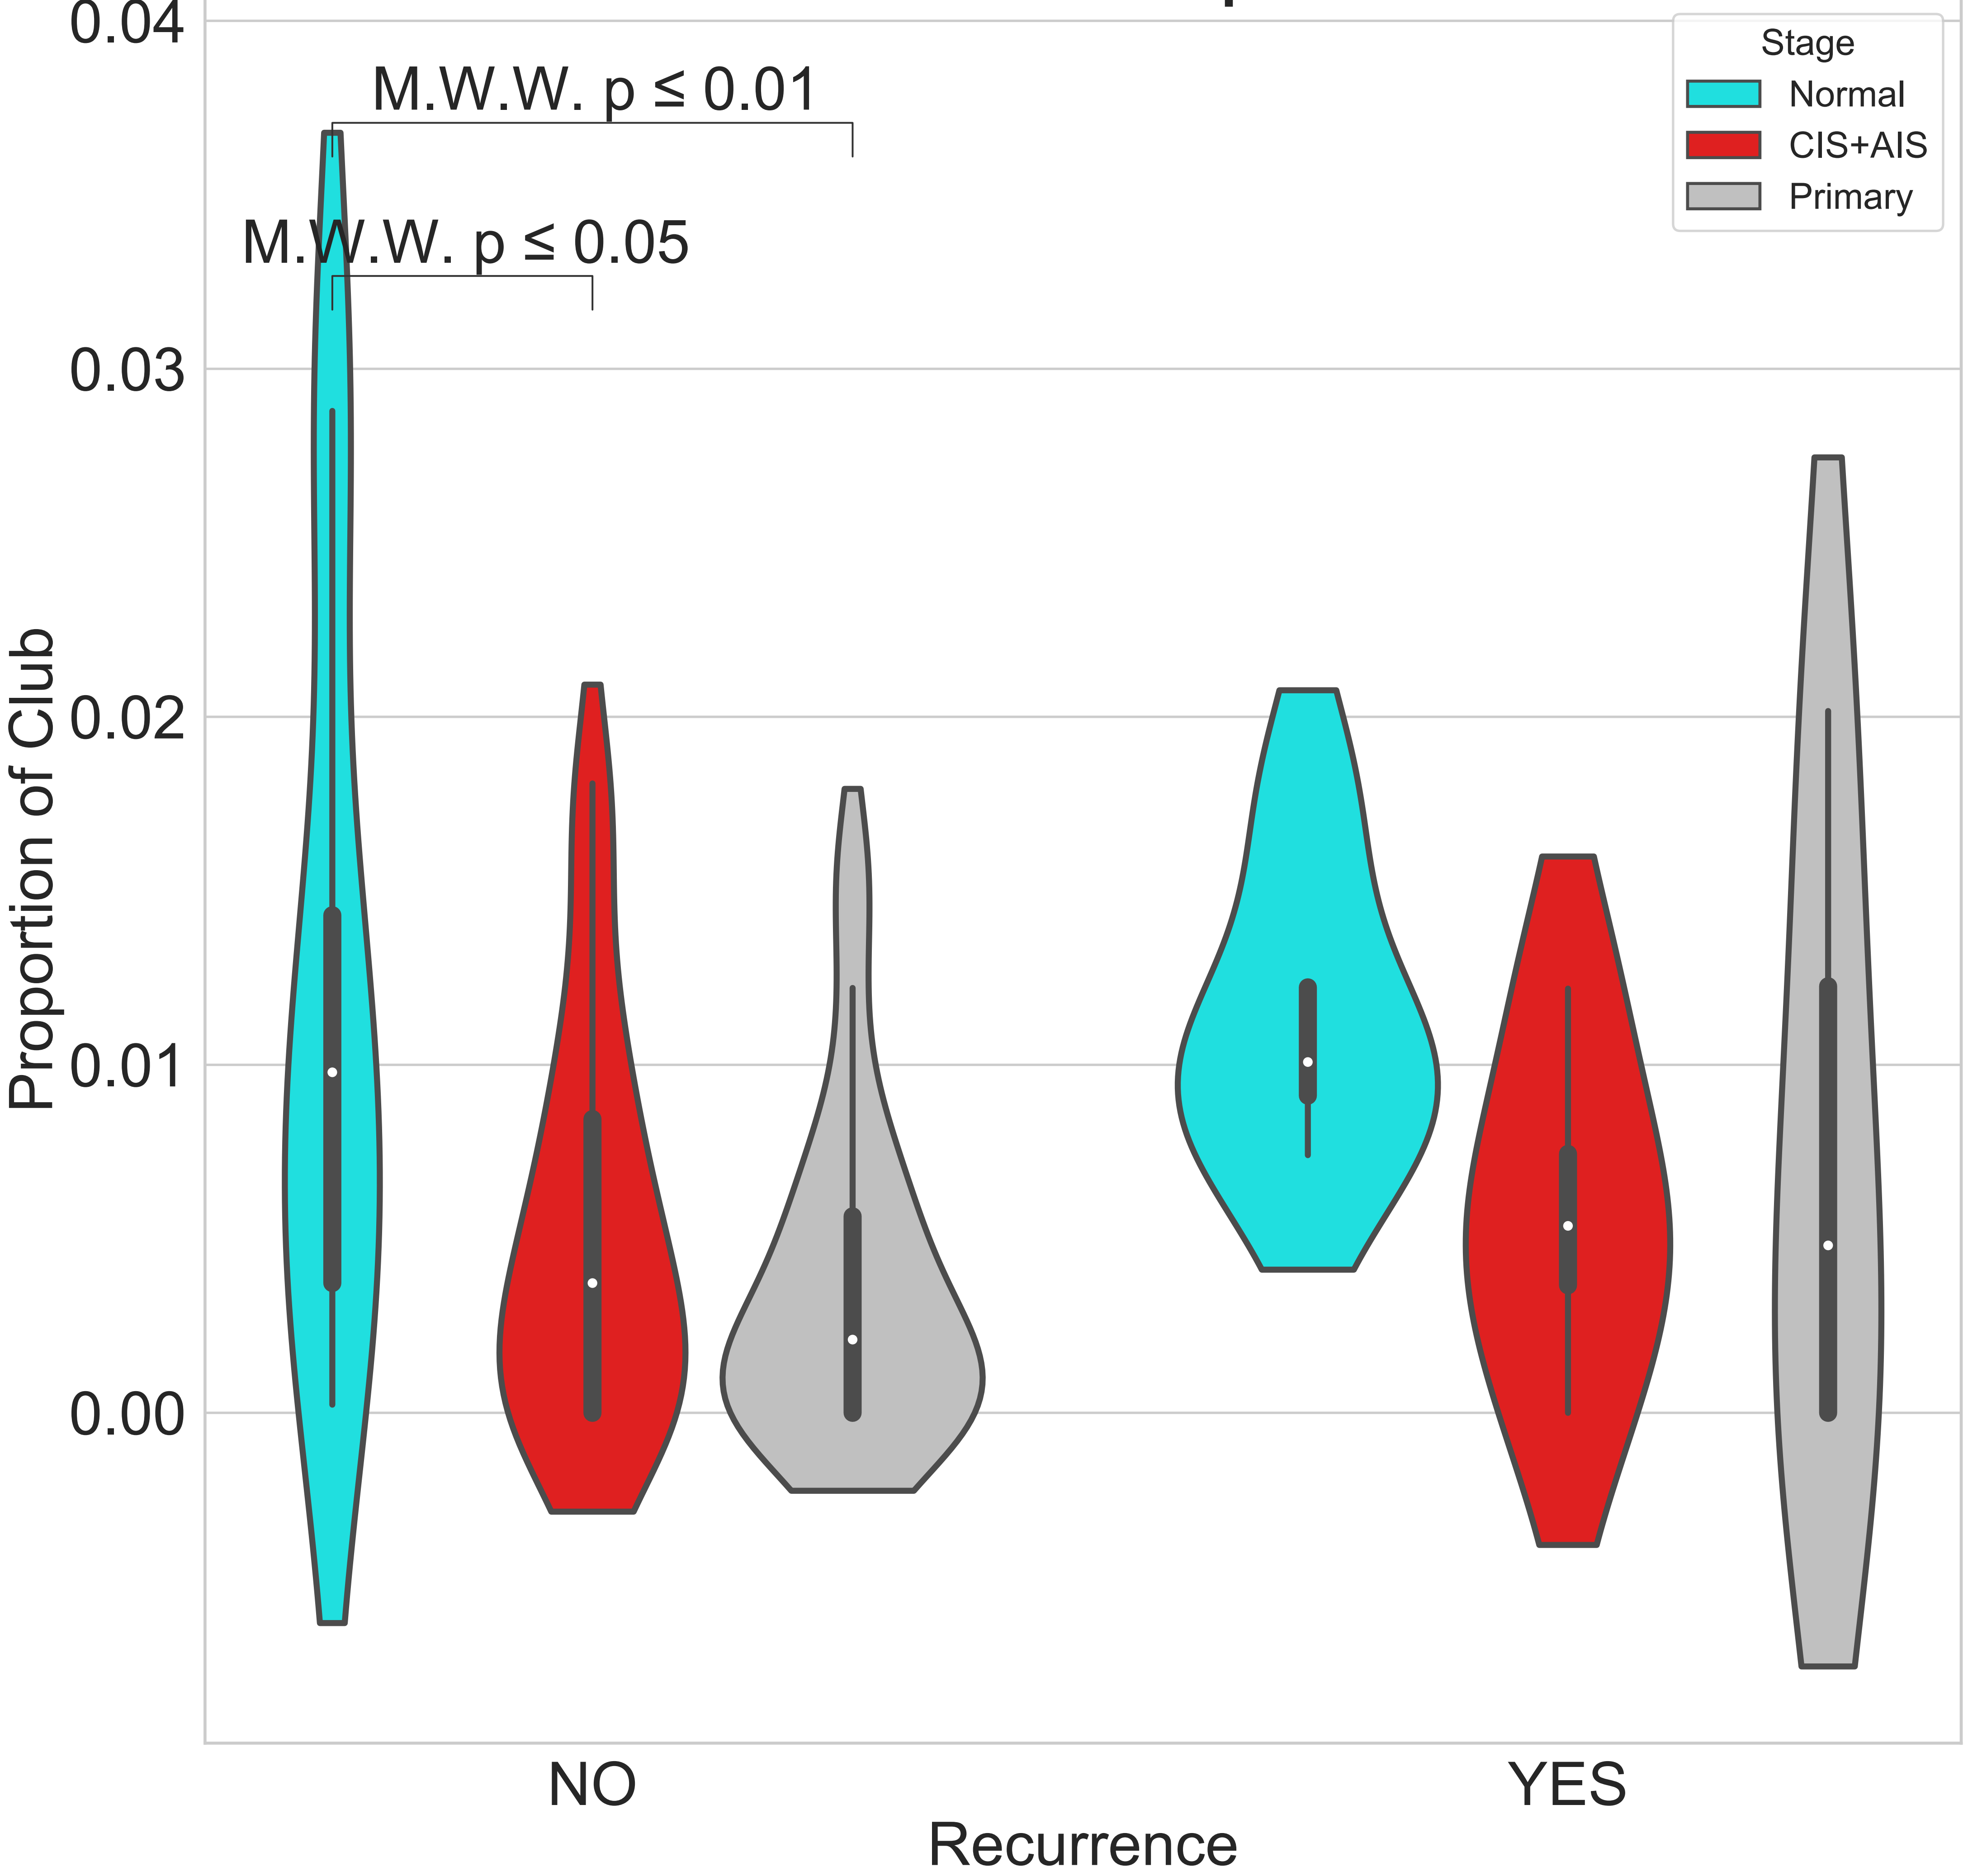 0.04
M.W.W. p ≤ 0.01
M.W.W. p ≤ 0.05
0.03
0.02
0.01
0.00
Proportion of Club
Stage
Normal
CIS+AIS
Primary
NO
YES
Recurrence